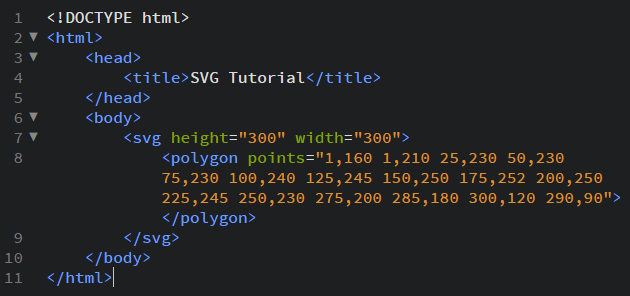 1 <!DOCTYPE html>
2 <html>
3 <head>
4 <title>SVG Tutorial</title>
5 </head>
6 <body>
7 <svg height="300" width="300">
8 <polygon points="1,160 1,210 25,230 50,230
75,230 100,240 125,245 150,250 175,252 200,250
225,245 250,230 275,200 285,180 300,120 290,90">
</polygon>
9 </svg>
10 </body>
11 </html>